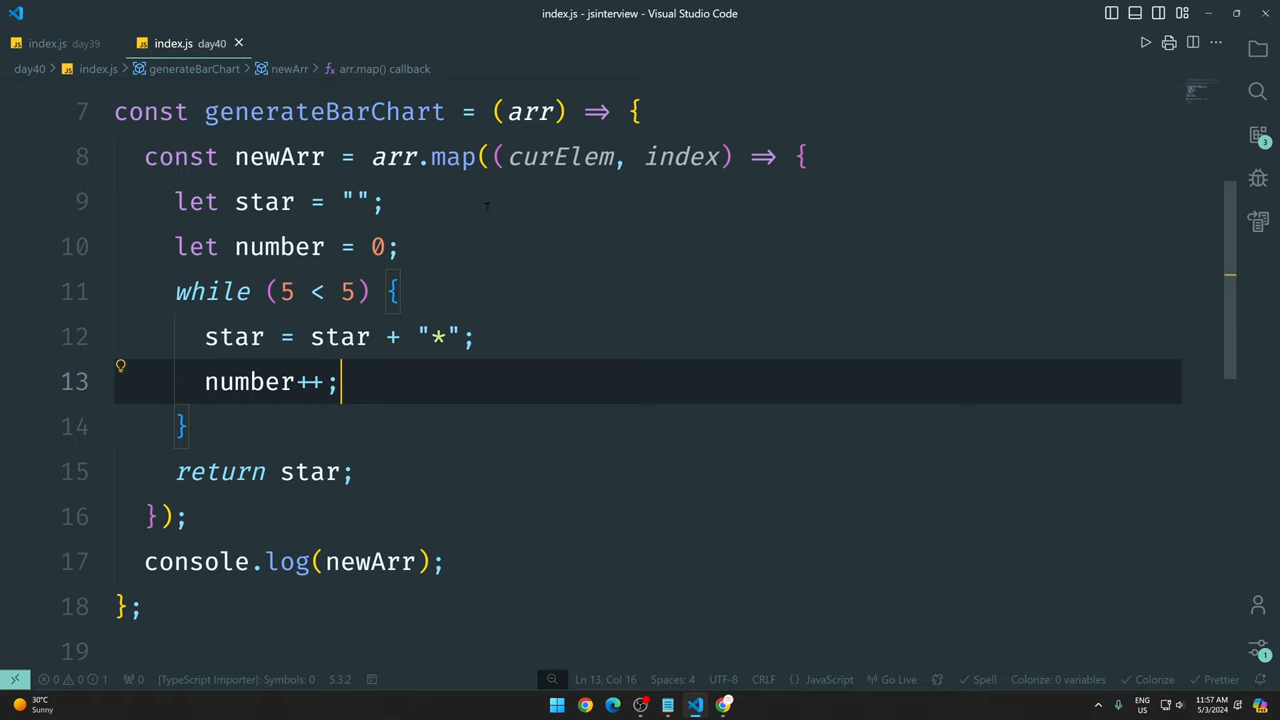 index.js - jsinterview - Visual Studio Code
index.js day39
index.js day40
day40 > index.js > generateBarChart > newArr > arr.map() callback
7 const generateBarChart = (arr) => {
8 const newArr = arr.map((curElem, index) => {
9 let star = "";
10 let number = 0;
11 while (5 < 5) {
12 star = star + "*";
13 number++;
14 }
15 return star;
16 });
17 console.log(newArr);
18 };
19
3
1
0 0 1 0 [TypeScript Importer]: Symbols: 0 5.3.2 Ln 13, Col 16 Spaces: 4 UTF-8 CRLF {} JavaScript Go Live Spell Colorize: 0 variables Colorize Prettier
30°C
Sunny
ENG
US
11:57 AM
5/3/2024